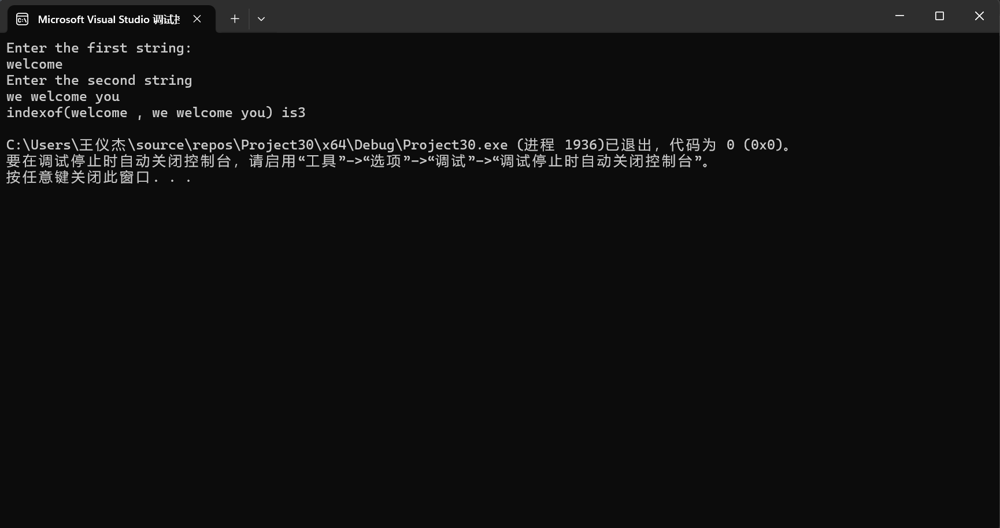 Microsoft Visual Studio 调试
Enter the first string:
welcome
Enter the second string
we welcome you
indexof(welcome , we welcome you) is3
C:\Users\王仪杰\source\repos\Project30\x64\Debug\Project30.exe (进程 1936)已退出，代码为 0 (0x0)。
要在调试停止时自动关闭控制台，请启用“工具”->“选项”->“调试”->“调试停止时自动关闭控制台”。
按任意键关闭此窗口. . .